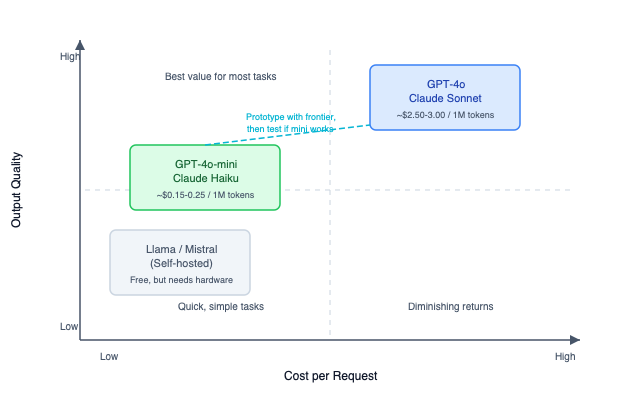 High
Best value for most tasks
GPT-4o
Claude Sonnet
~$2.50-3.00 / 1M tokens
Prototype with frontier,
then test if mini works
GPT-4o-mini
Claude Haiku
~$0.15-0.25 / 1M tokens
Output Quality
Llama / Mistral
(Self-hosted)
Free, but needs hardware
Quick, simple tasks
Diminishing returns
Low
Low
High
Cost per Request